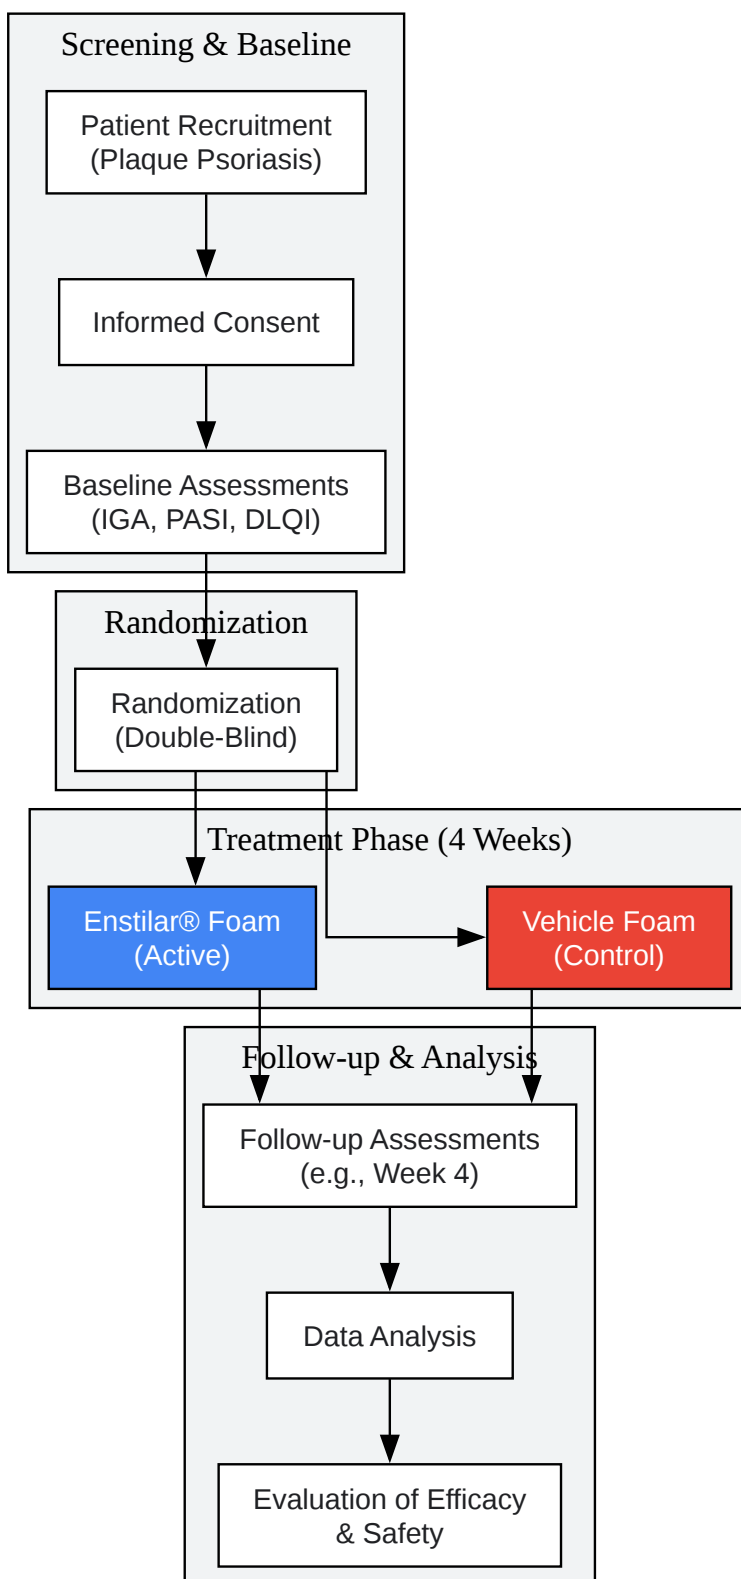 Screening & Baseline
Patient Recruitment
(Plaque Psoriasis)
Informed Consent
Baseline Assessments
(IGA, PASI, DLQI)
Randomization
Randomization
(Double-Blind)
Treatment Phase (4 Weeks)
Enstilar® Foam
(Active)
Vehicle Foam
(Control)
Follow-up & Analysis
Follow-up Assessments
(e.g., Week 4)
Data Analysis
Evaluation of Efficacy
& Safety